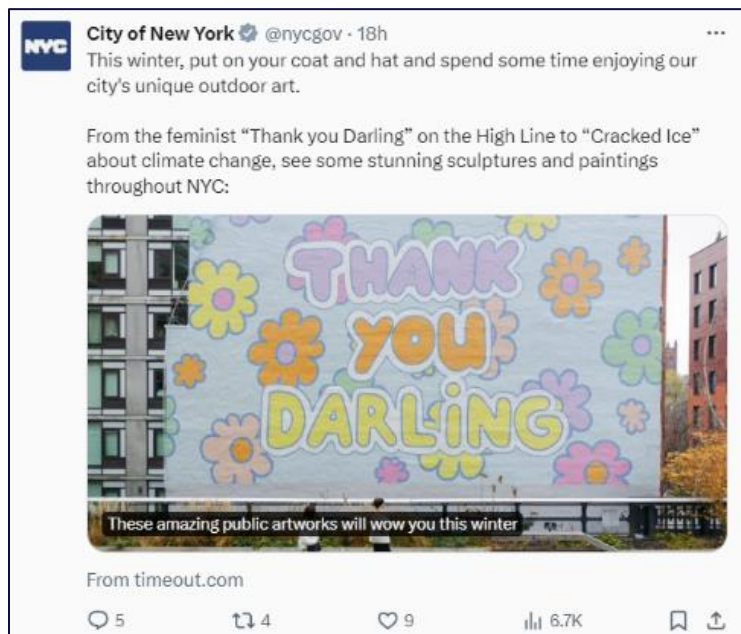 NYC
City of New York @nycgov · 18h
This winter, put on your coat and hat and spend some time enjoying our
city's unique outdoor art.
From the feminist “Thank you Darling” on the High Line to “Cracked Ice”
about climate change, see some stunning sculptures and paintings
throughout NYC:
THANK
YOU
DARLiNG
These amazing public artworks will wow you this winter
From timeout.com
5 4 9 6.7K